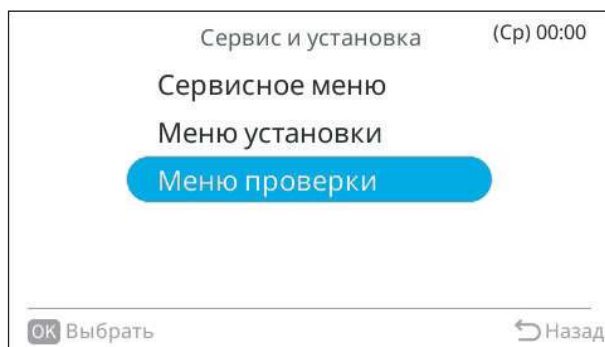 Сервис и установка (Ср) 00:00
Сервисное меню
Меню установки
Меню проверки
OK Выбрать Назад